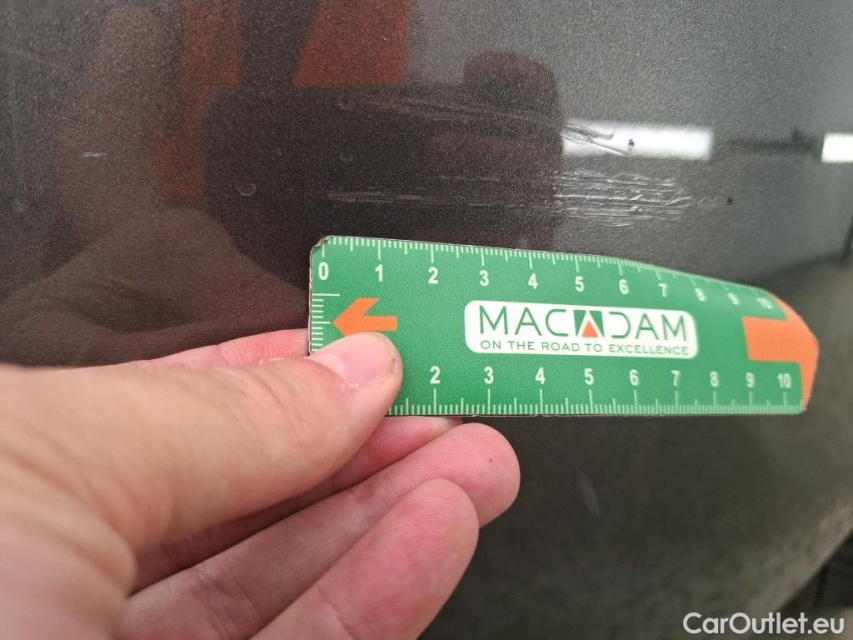 0 1 2 3 4 5 6 7 8 9 10
MACADAM
ON THE ROAD TO EXCELLENCE
2 3 4 5 6 7 8 9 10
CarOutlet.eu